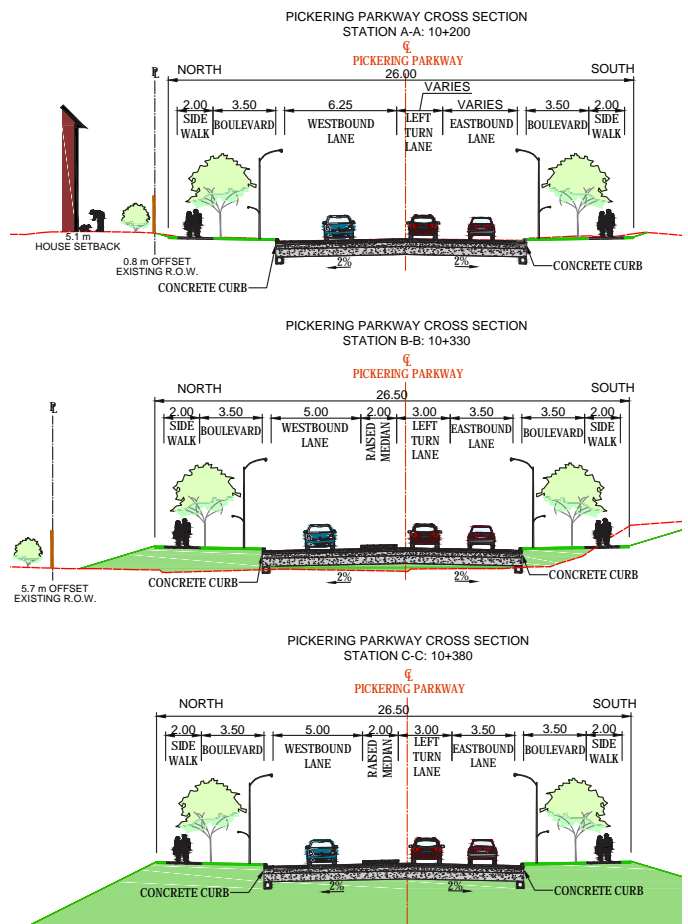 PICKERING PARKWAY CROSS SECTION
STATION A-A: 10+200
℄
PICKERING PARKWAY
℄ NORTH 26.00 SOUTH
VARIES
2.00 3.50 6.25 VARIES 3.50 2.00
SIDE
WALK
BOULEVARD
WESTBOUND
LANE
LEFT
TURN
LANE
EASTBOUND
LANE
BOULEVARD
SIDE
WALK
5.1 m
HOUSE SETBACK
0.8 m OFFSET
EXISTING R.O.W.
2% 2%
CONCRETE CURB
CONCRETE CURB
PICKERING PARKWAY CROSS SECTION
STATION B-B: 10+330
℄
PICKERING PARKWAY
NORTH 26.50 SOUTH
2.00 3.50 5.00 2.00 3.00 3.50 3.50 2.00
SIDE
WALK
BOULEVARD
WESTBOUND
LANE
RAISED
MEDIAN
LEFT
TURN
LANE
EASTBOUND
LANE
BOULEVARD
SIDE
WALK
5.7 m OFFSET
EXISTING R.O.W.
CONCRETE CURB
2% 2%
CONCRETE CURB
PICKERING PARKWAY CROSS SECTION
STATION C-C: 10+380
℄
PICKERING PARKWAY
NORTH 26.50 SOUTH
2.00 3.50 5.00 2.00 3.00 3.50 3.50 2.00
SIDE
WALK
BOULEVARD
WESTBOUND
LANE
RAISED
MEDIAN
LEFT
TURN
LANE
EASTBOUND
LANE
BOULEVARD
SIDE
WALK
CONCRETE CURB
2% 2%
CONCRETE CURB